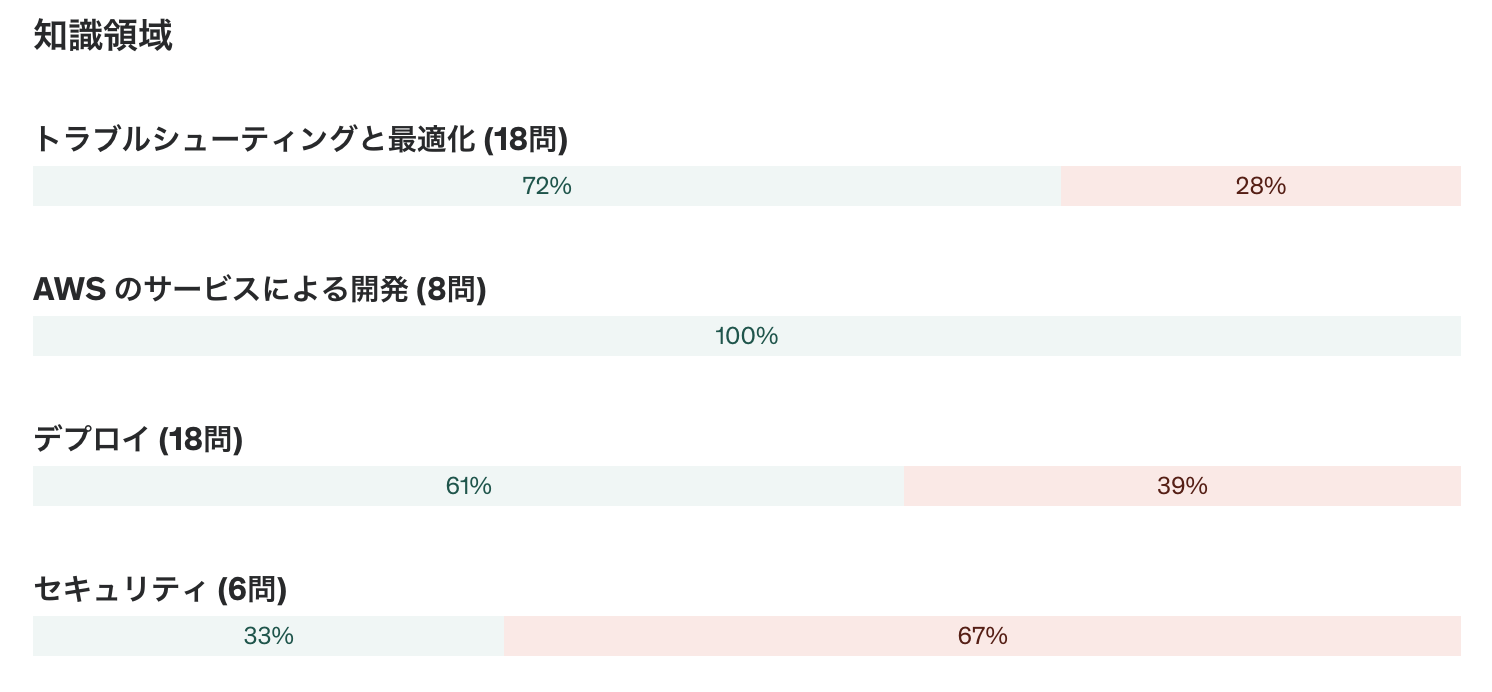 知識領域
トラブルシューティングと最適化 (18問)
72% 28%
AWS のサービスによる開発 (8問)
100%
デプロイ (18問)
61% 39%
セキュリティ (6問)
33% 67%